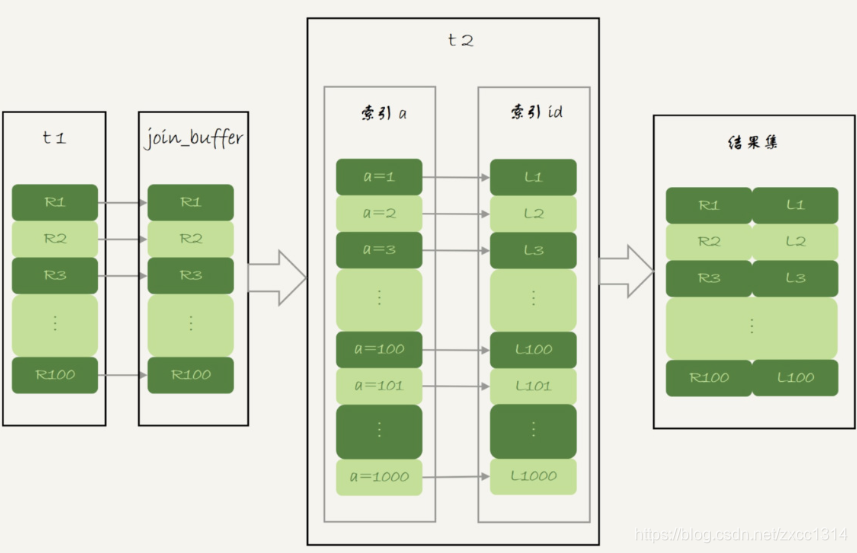 t1
R1
R2
R3
⋮
R100
join_buffer
R1
R2
R3
⋮
R100
t2
索引 a
a=1
a=2
a=3
⋮
a=100
a=101
⋮
a=1000
索引 id
L1
L2
L3
⋮
L100
L101
⋮
L1000
结果集
R1 L1
R2 L2
R3 L3
⋮
R100 L100
https://blog.csdn.net/zxcc1314